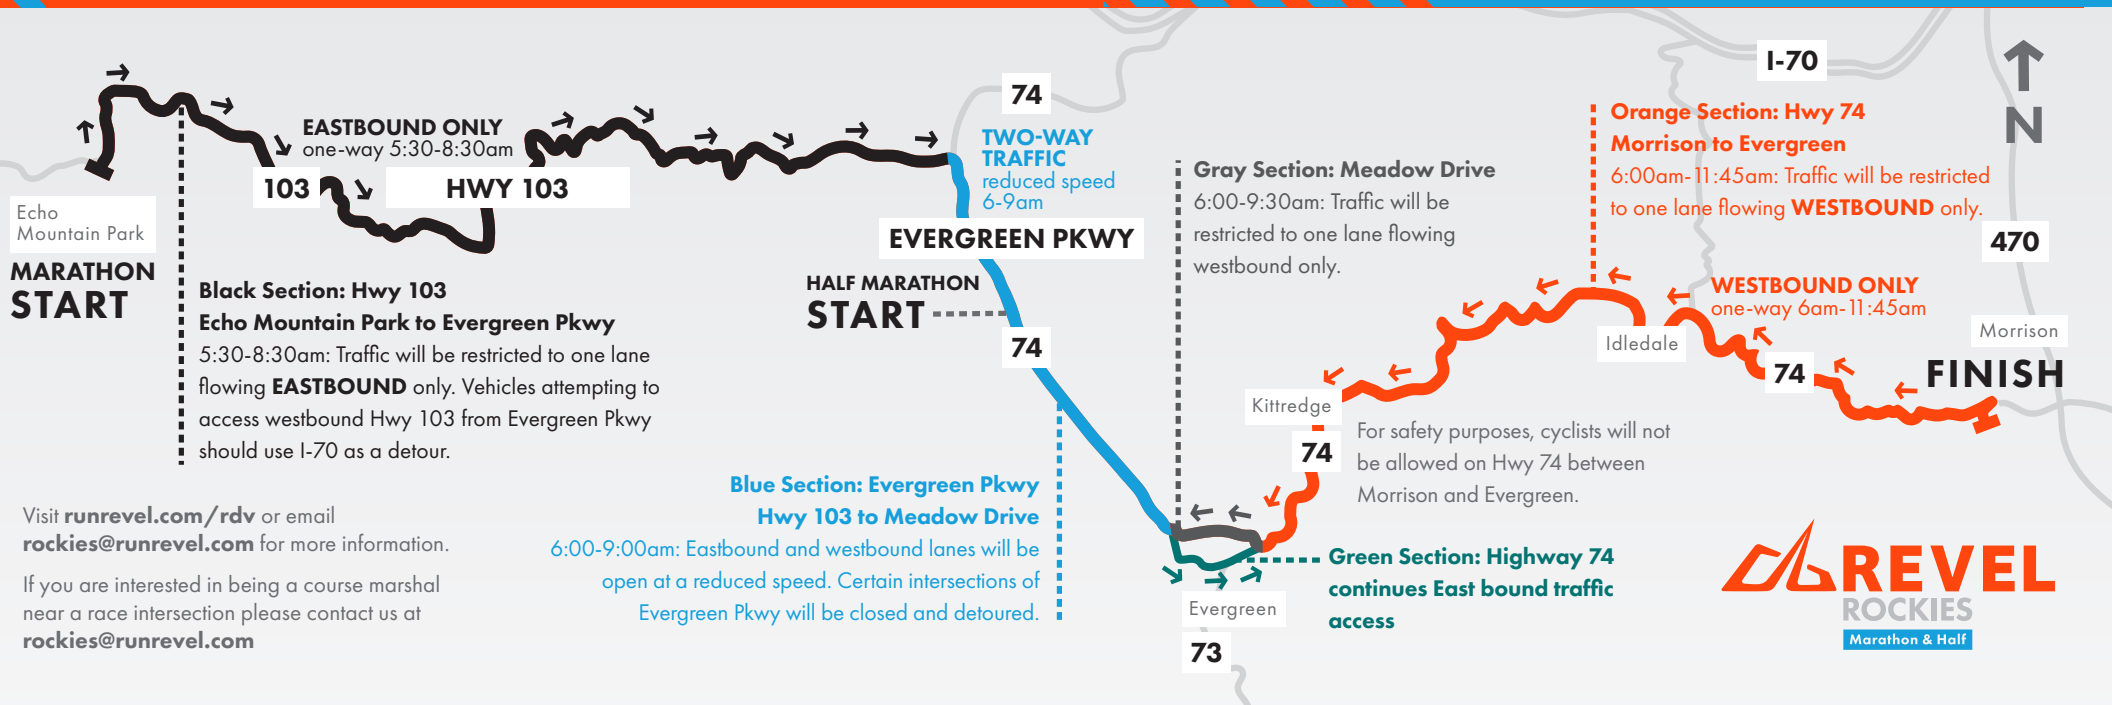 Echo
Mountain Park
MARATHON
START
103
EASTBOUND ONLY
one-way 5:30-8:30am
HWY 103
Black Section: Hwy 103
Echo Mountain Park to Evergreen Pkwy
5:30-8:30am: Traffic will be restricted to one lane
flowing EASTBOUND only. Vehicles attempting to
access westbound Hwy 103 from Evergreen Pkwy
should use I-70 as a detour.
Visit runrevel.com/rdv or email
rockies@runrevel.com for more information.
If you are interested in being a course marshal
near a race intersection please contact us at
rockies@runrevel.com
74
TWO-WAY
TRAFFIC
reduced speed
6-9am
EVERGREEN PKWY
HALF MARATHON
START
74
Blue Section: Evergreen Pkwy
Hwy 103 to Meadow Drive
6:00-9:00am: Eastbound and westbound lanes will be
open at a reduced speed. Certain intersections of
Evergreen Pkwy will be closed and detoured.
Gray Section: Meadow Drive
6:00-9:30am: Traffic will be
restricted to one lane flowing
westbound only.
Evergreen
73
Green Section: Highway 74
continues East bound traffic
access
Kittredge
74
For safety purposes, cyclists will not
be allowed on Hwy 74 between
Morrison and Evergreen.
Orange Section: Hwy 74
Morrison to Evergreen
6:00am-11:45am: Traffic will be restricted
to one lane flowing WESTBOUND only.
I-70
N
470
WESTBOUND ONLY
one-way 6am-11:45am
Idledale
74
Morrison
FINISH
REVEL
ROCKIES
Marathon & Half